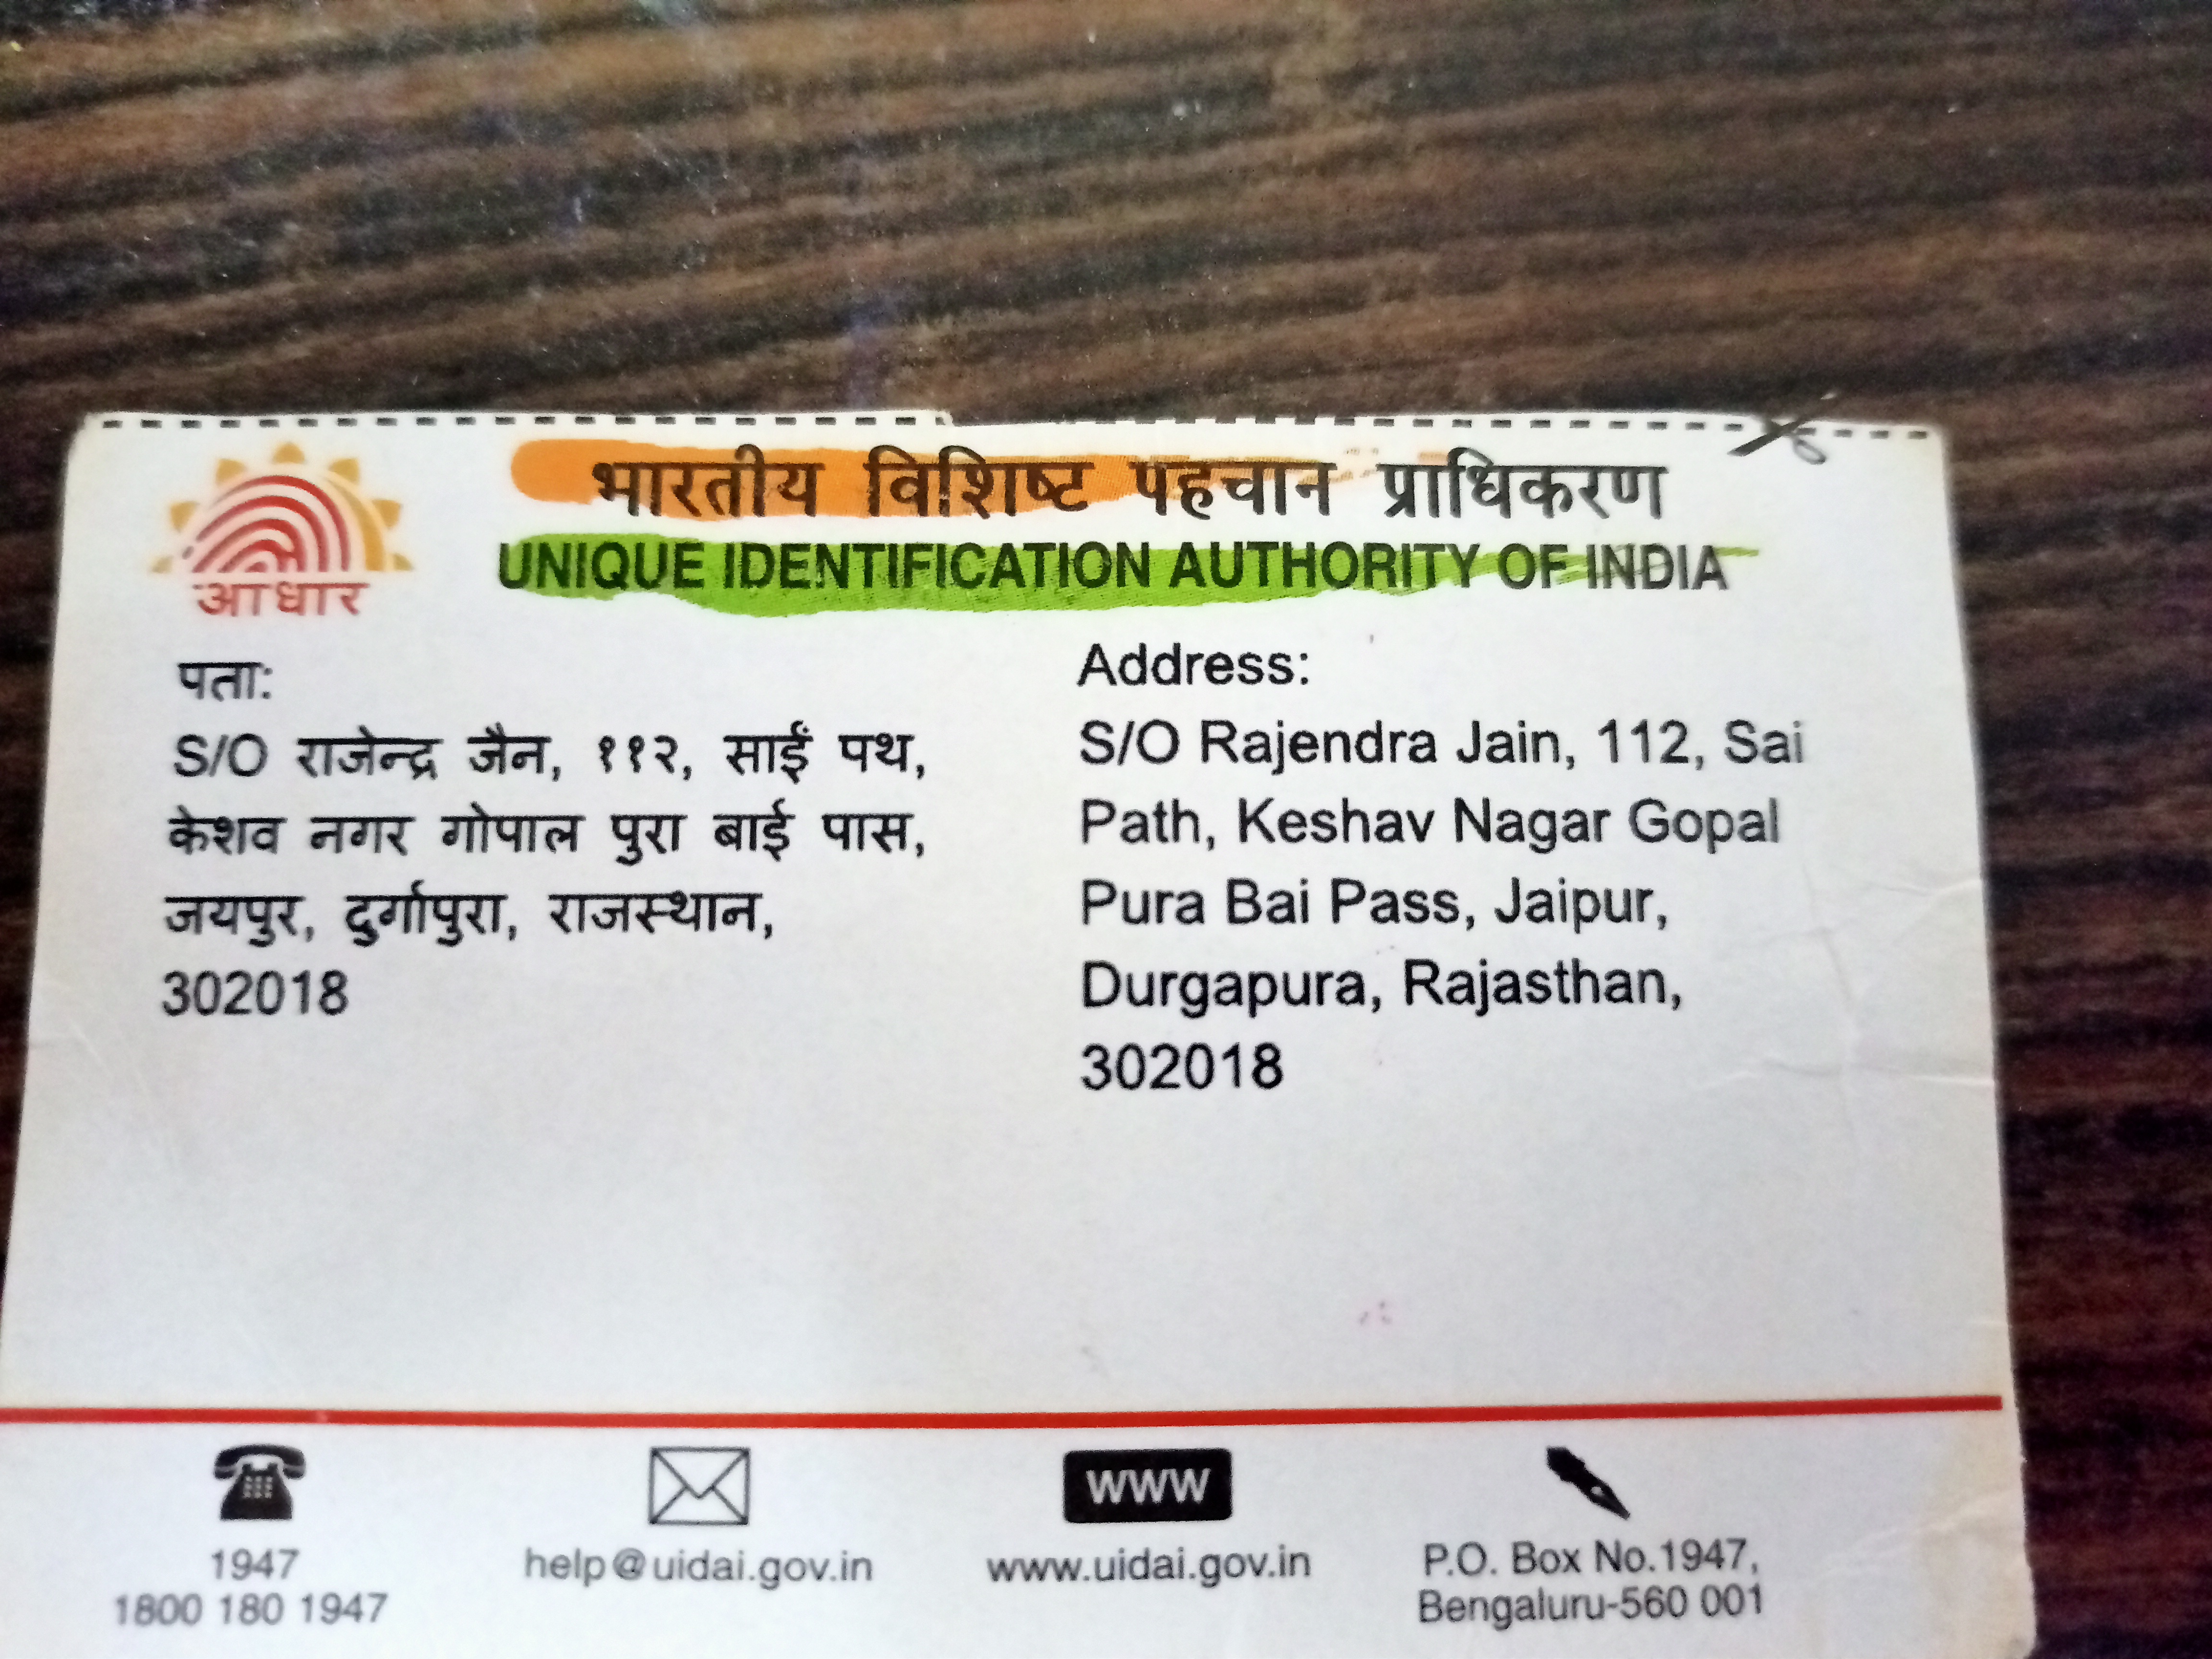 आधार
भारतीय विशिष्ट पहचान प्राधिकरण
UNIQUE IDENTIFICATION AUTHORITY OF INDIA
पता:
S/O राजेन्द्र जैन, ११२, साईं पथ,
केशव नगर गोपाल पुरा बाई पास,
जयपुर, दुर्गापुरा, राजस्थान,
302018
Address:
S/O Rajendra Jain, 112, Sai
Path, Keshav Nagar Gopal
Pura Bai Pass, Jaipur,
Durgapura, Rajasthan,
302018
1947
1800 180 1947
help@uidai.gov.in
www
www.uidai.gov.in
P.O. Box No.1947,
Bengaluru-560 001